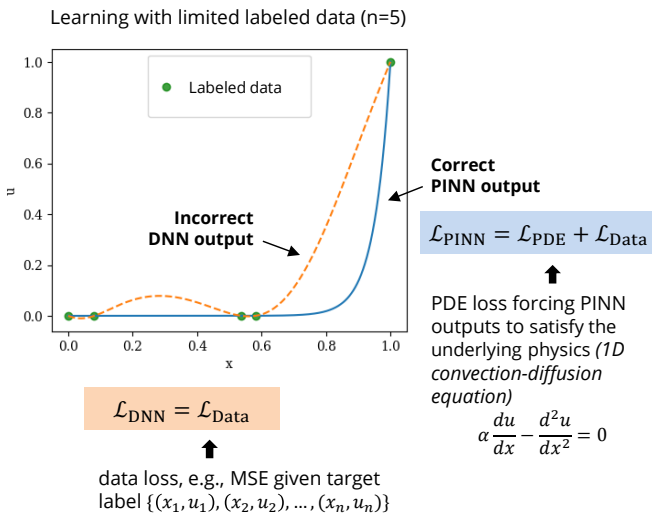 Learning with limited labeled data (n=5)
1.0
0.8
0.6
0.4
0.2
0.0
u
0.0 0.2 0.4 0.6 0.8 1.0
x
Labeled data
Incorrect
DNN output
Correct
PINN output
ℒ_PINN = ℒ_PDE + ℒ_Data
PDE loss forcing PINN
outputs to satisfy the
underlying physics (1D
convection-diffusion
equation)
α du/dx − d²u/dx² = 0
ℒ_DNN = ℒ_Data
data loss, e.g., MSE given target
label {(x₁, u₁), (x₂, u₂), …, (xₙ, uₙ)}